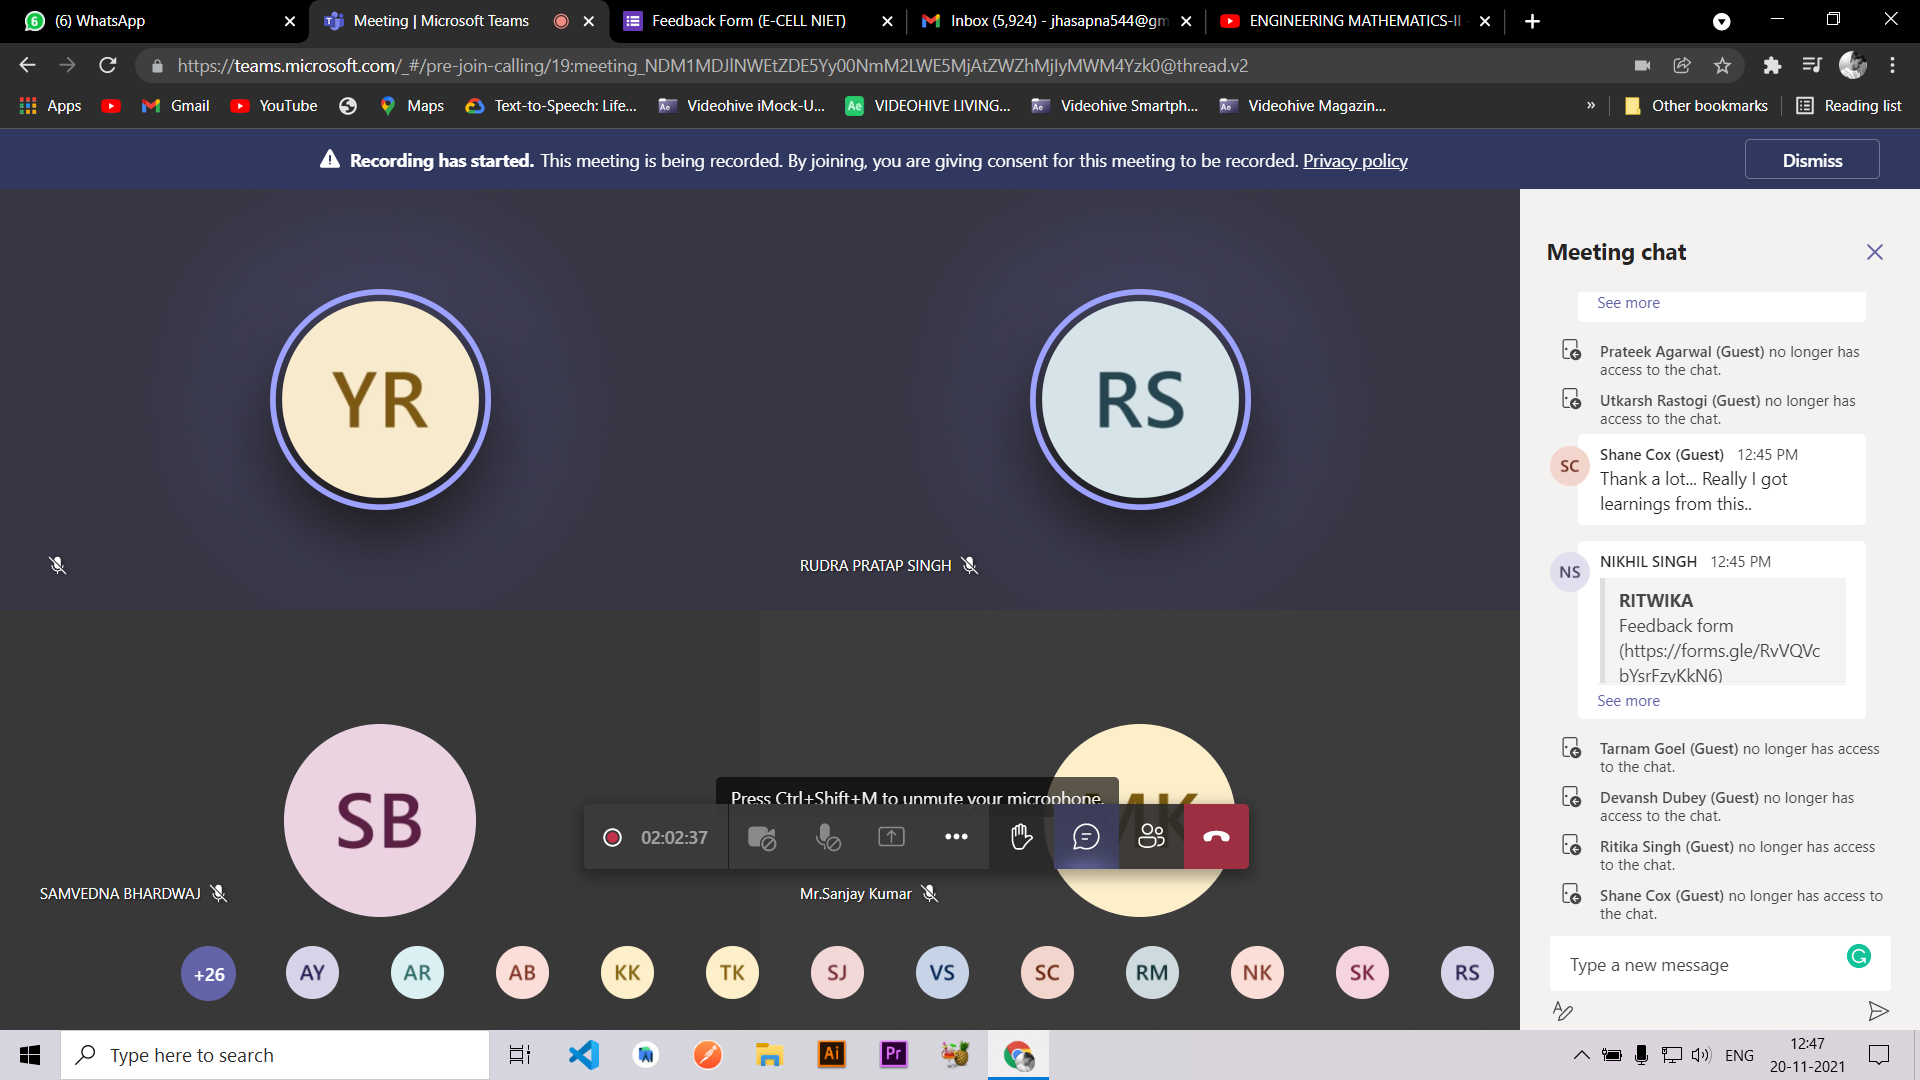 (6) WhatsApp
Meeting | Microsoft Teams
Feedback Form (E-CELL NIET)
Inbox (5,924) - jhasapna544@gm
ENGINEERING MATHEMATICS-II
https://teams.microsoft.com/_#/pre-join-calling/19:meeting_NDM1MDJlNWEtZDE5Yy00NmM2LWE5MjAtZWZhMjIyMWM4Yzk0@thread.v2
Apps
Gmail
YouTube
Maps
Text-to-Speech: Life...
Videohive iMock-U...
VIDEOHIVE LIVING...
Videohive Smartph...
Videohive Magazin...
»
Other bookmarks
Reading list
Recording has started. This meeting is being recorded. By joining, you are giving consent for this meeting to be recorded. Privacy policy
Dismiss
YR
RS
RUDRA PRATAP SINGH
SB
MK
SAMVEDNA BHARDWAJ
Mr.Sanjay Kumar
Press Ctrl+Shift+M to unmute your microphone.
02:02:37
+26
AY
AR
AB
KK
TK
SJ
VS
SC
RM
NK
SK
RS
Meeting chat
See more
Prateek Agarwal (Guest) no longer has
access to the chat.
Utkarsh Rastogi (Guest) no longer has
access to the chat.
SC
Shane Cox (Guest) 12:45 PM
Thank a lot... Really I got
learnings from this..
NS
NIKHIL SINGH 12:45 PM
RITWIKA
Feedback form
(https://forms.gle/RvVQVc
bYsrFzyKkN6)
See more
Tarnam Goel (Guest) no longer has access
to the chat.
Devansh Dubey (Guest) no longer has
access to the chat.
Ritika Singh (Guest) no longer has access
to the chat.
Shane Cox (Guest) no longer has access to
the chat.
Type a new message
Type here to search
Ai
Pr
ENG
12:47
20-11-2021